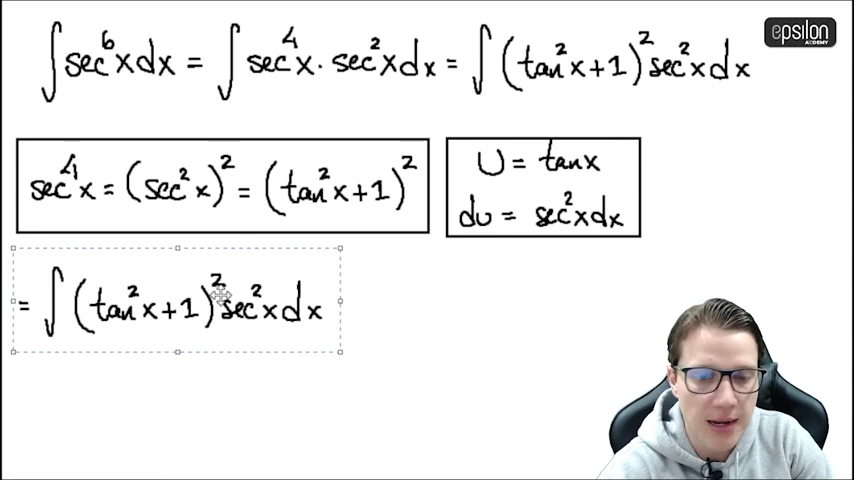 epsilon
ACADEMY
∫ sec⁶x dx = ∫ sec⁴x · sec²x dx = ∫ (tan²x + 1)² sec²x dx
sec⁴x = (sec²x)² = (tan²x + 1)²
U = tan x
du = sec²x dx
= ∫ (tan²x + 1)² sec²x dx